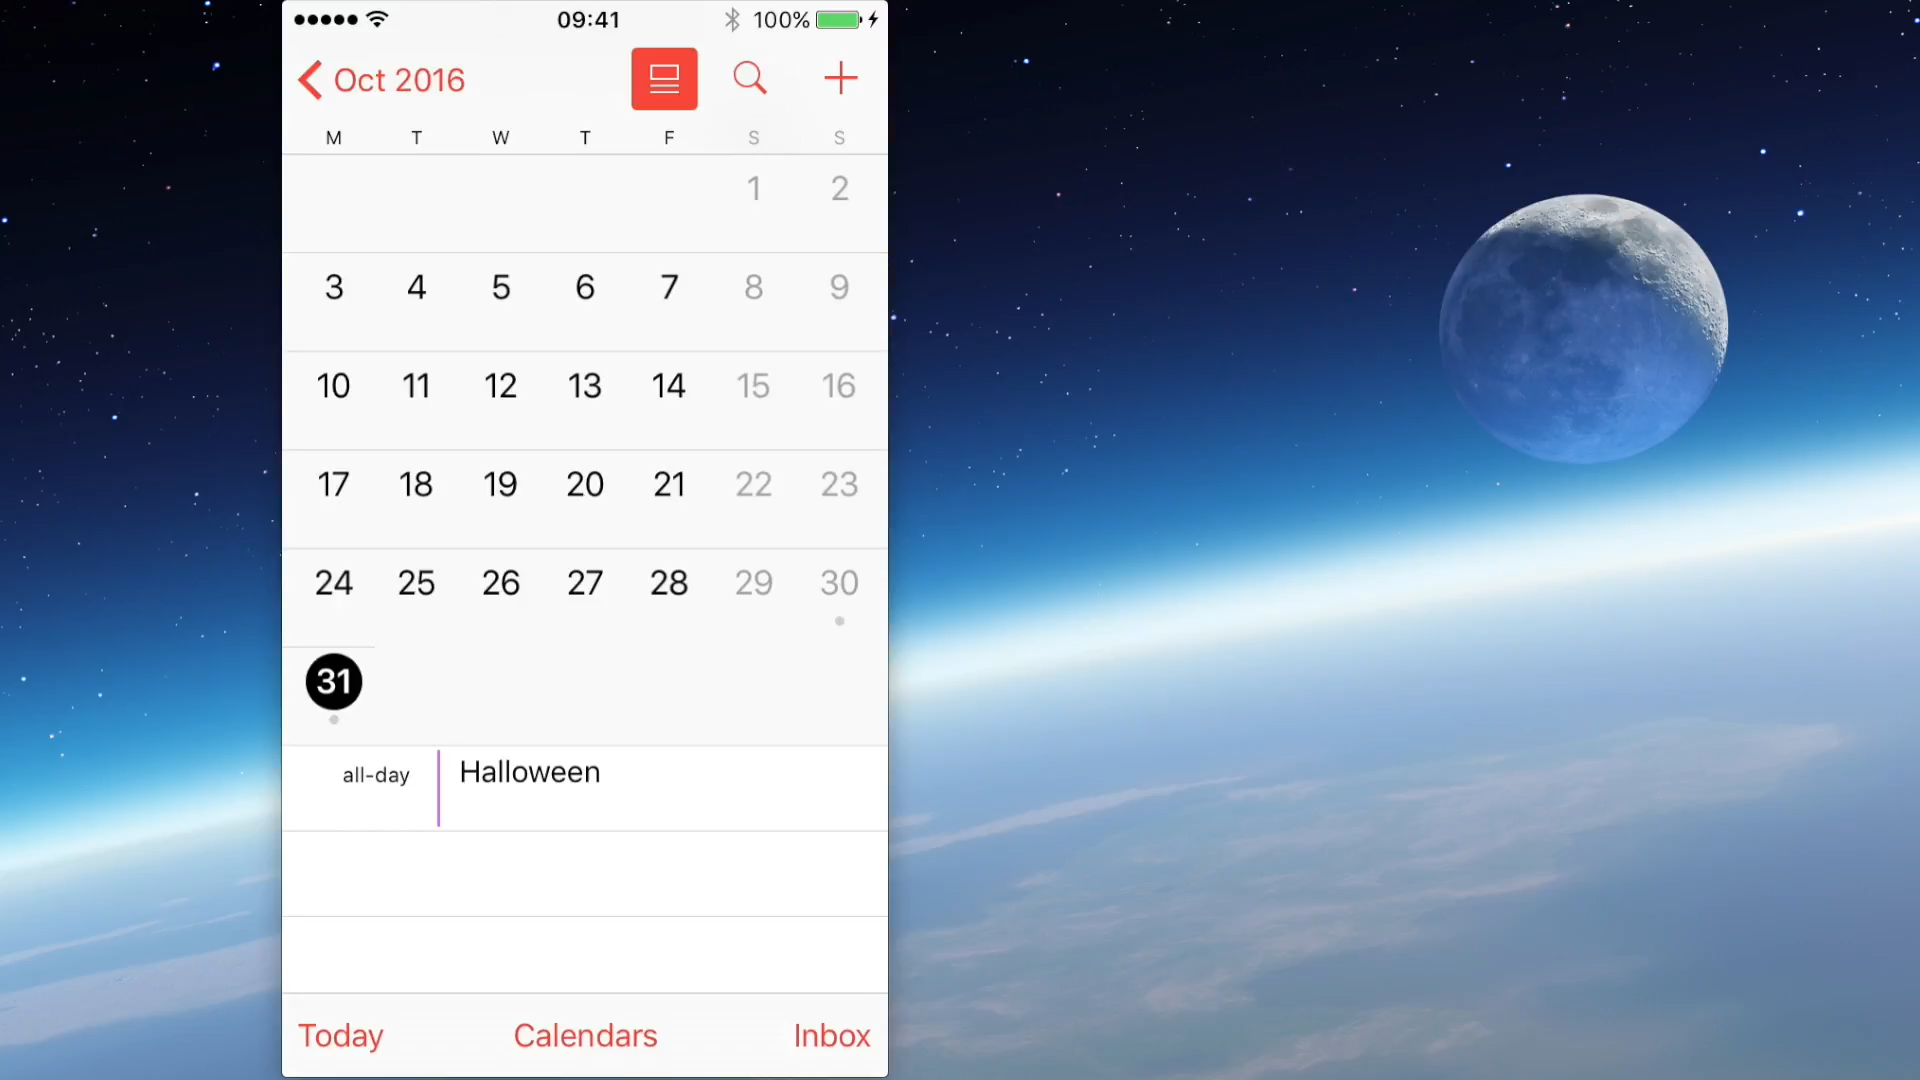 09:41 100%
Oct 2016
M T W T F S S
1 2
3 4 5 6 7 8 9
10 11 12 13 14 15 16
17 18 19 20 21 22 23
24 25 26 27 28 29 30
31
all-day Halloween
Today Calendars Inbox